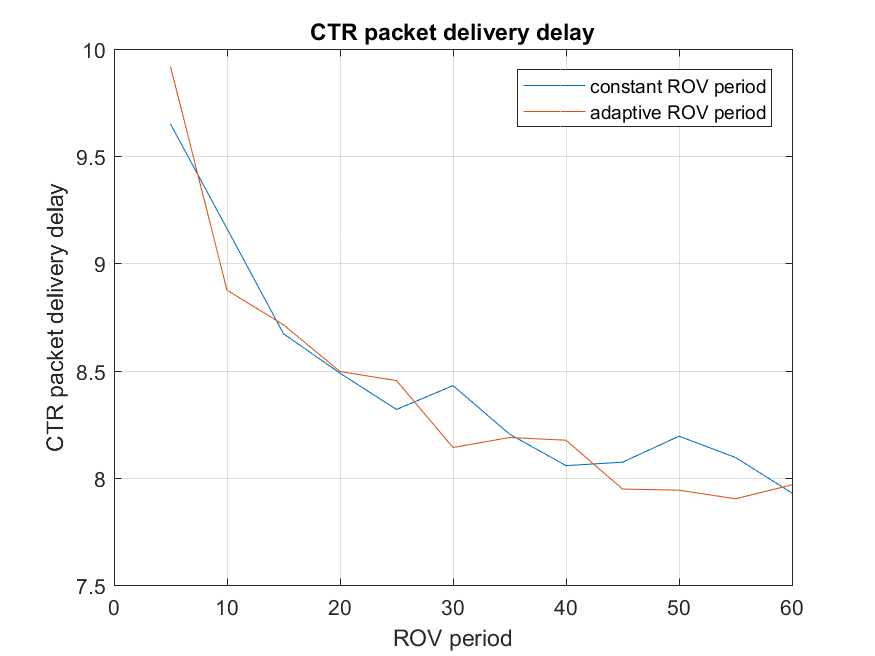 CTR packet delivery delay
constant ROV period
adaptive ROV period
CTR packet delivery delay
10
9.5
9
8.5
8
7.5
0 10 20 30 40 50 60
ROV period